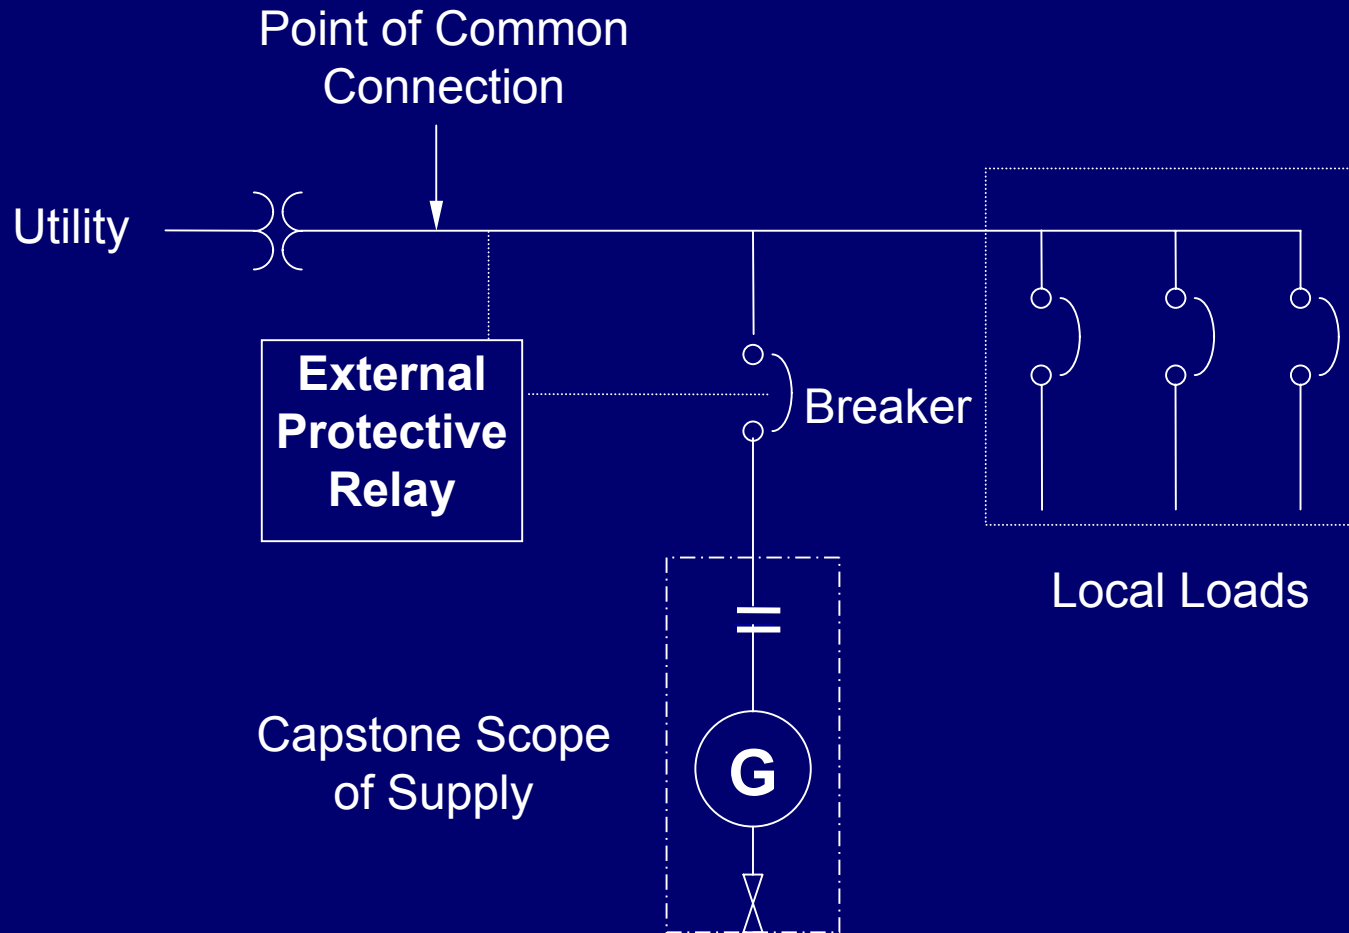 Point of Common
Connection
Utility
External
Protective
Relay
Breaker
Local Loads
Capstone Scope
of Supply
G